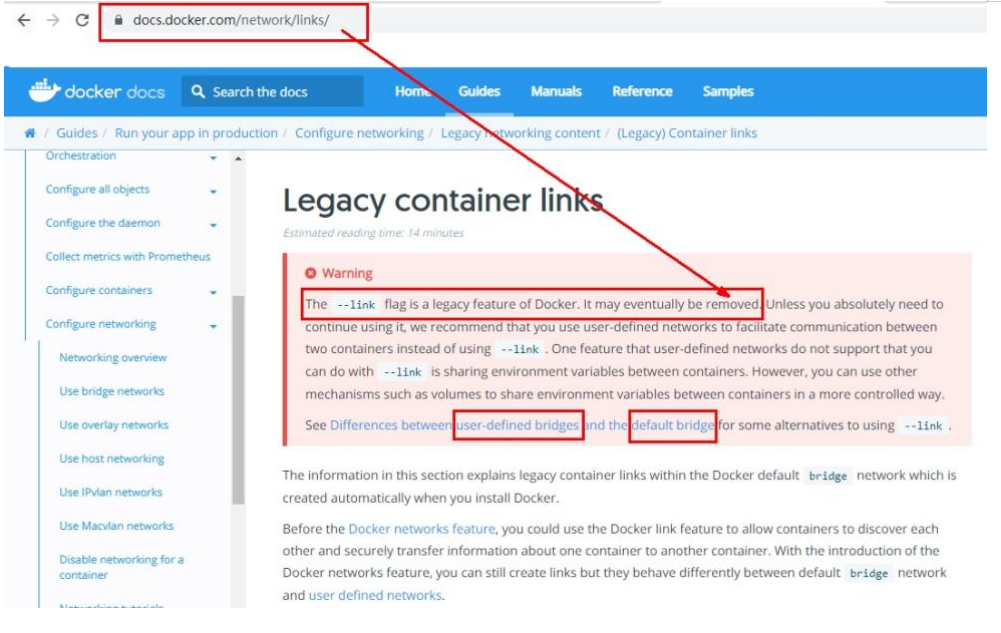 docs.docker.com/network/links/
docker docs
Search the docs
Home
Guides
Manuals
Reference
Samples
/ Guides / Run your app in production / Configure networking / Legacy networking content / (Legacy) Container links
Orchestration
Configure all objects
Configure the daemon
Collect metrics with Prometheus
Configure containers
Configure networking
Networking overview
Use bridge networks
Use overlay networks
Use host networking
Use IPvlan networks
Use Macvlan networks
Disable networking for a
container
Legacy container links
Estimated reading time: 14 minutes
Warning
The --link flag is a legacy feature of Docker. It may eventually be removed. Unless you absolutely need to
continue using it, we recommend that you use user-defined networks to facilitate communication between
two containers instead of using --link . One feature that user-defined networks do not support that you
can do with --link is sharing environment variables between containers. However, you can use other
mechanisms such as volumes to share environment variables between containers in a more controlled way.
See Differences between user-defined bridges and the default bridge for some alternatives to using --link .
The information in this section explains legacy container links within the Docker default bridge network which is
created automatically when you install Docker.
Before the Docker networks feature, you could use the Docker link feature to allow containers to discover each
other and securely transfer information about one container to another container. With the introduction of the
Docker networks feature, you can still create links but they behave differently between default bridge network
and user defined networks.